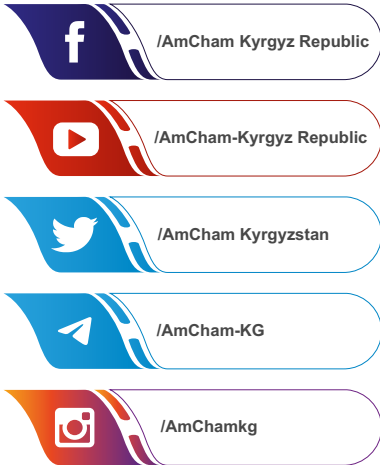 /AmCham Kyrgyz Republic
/AmCham-Kyrgyz Republic
/AmCham Kyrgyzstan
/AmCham-KG
/AmChamkg